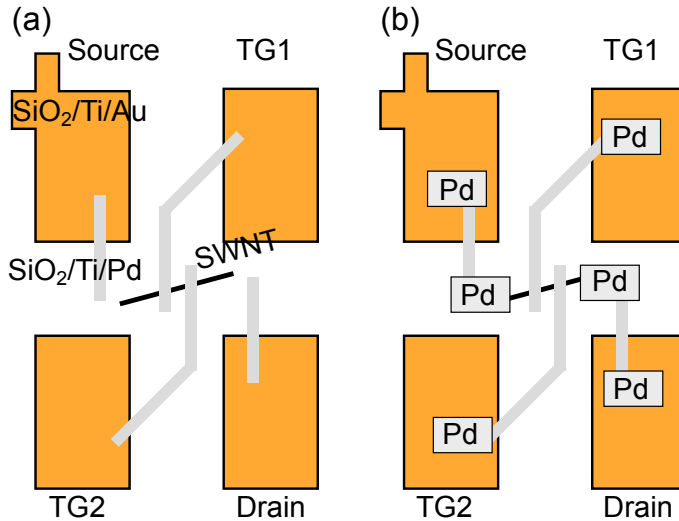 (a)
Source
TG1
SiO₂/Ti/Au
SWNT
SiO₂/Ti/Pd
TG2
Drain
(b)
Source
TG1
Pd
Pd
Pd
Pd
Pd
Pd
TG2
Drain